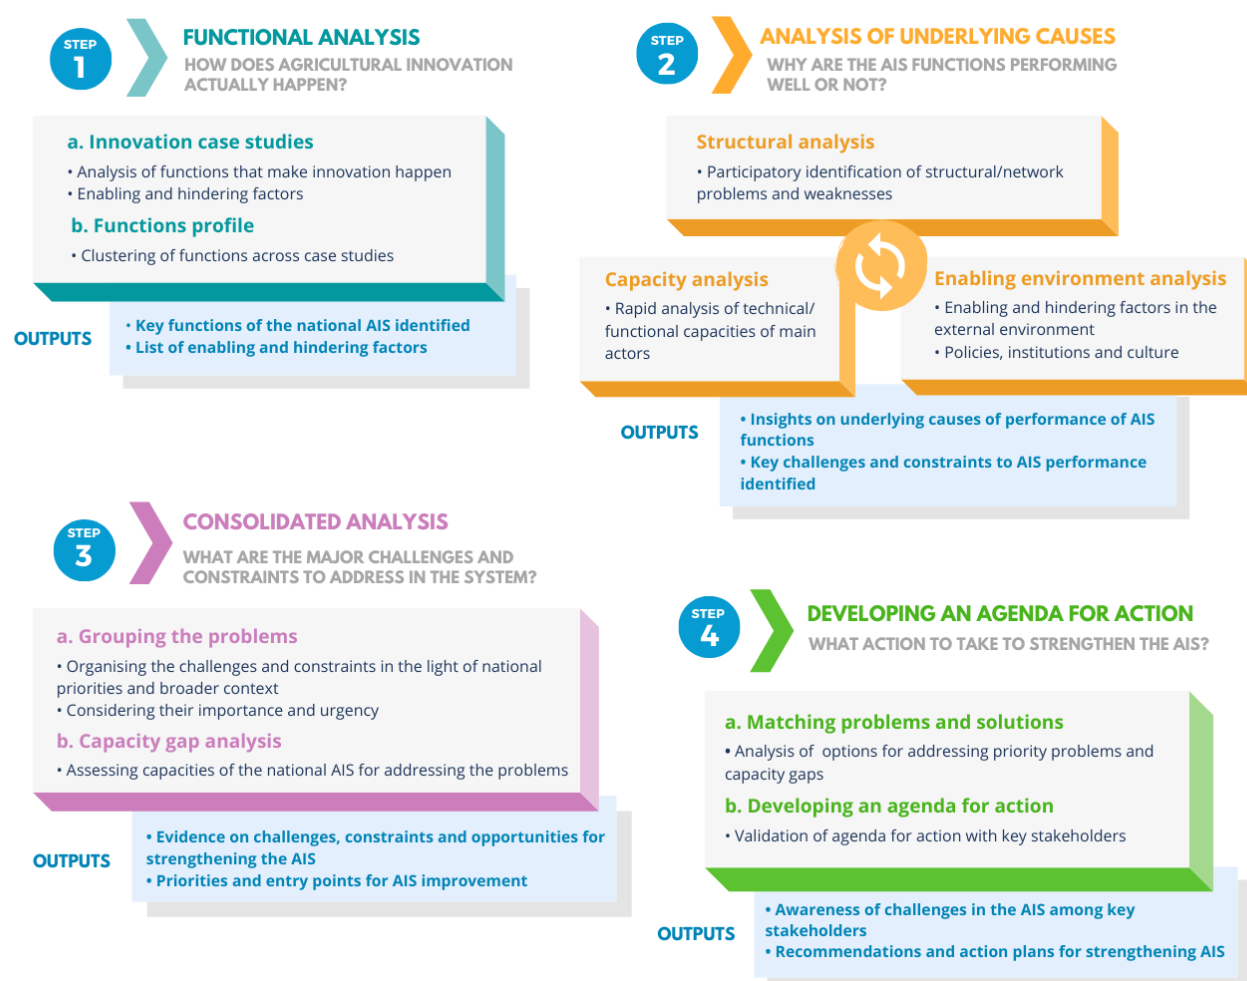 STEP
1
FUNCTIONAL ANALYSIS
HOW DOES AGRICULTURAL INNOVATION
ACTUALLY HAPPEN?
a. Innovation case studies
• Analysis of functions that make innovation happen
• Enabling and hindering factors
b. Functions profile
• Clustering of functions across case studies
OUTPUTS
• Key functions of the national AIS identified
• List of enabling and hindering factors
STEP
2
ANALYSIS OF UNDERLYING CAUSES
WHY ARE THE AIS FUNCTIONS PERFORMING
WELL OR NOT?
Structural analysis
• Participatory identification of structural/network
problems and weaknesses
Capacity analysis
• Rapid analysis of technical/
functional capacities of main
actors
Enabling environment analysis
• Enabling and hindering factors in the
external environment
• Policies, institutions and culture
OUTPUTS
• Insights on underlying causes of performance of AIS
functions
• Key challenges and constraints to AIS performance
identified
STEP
3
CONSOLIDATED ANALYSIS
WHAT ARE THE MAJOR CHALLENGES AND
CONSTRAINTS TO ADDRESS IN THE SYSTEM?
a. Grouping the problems
• Organising the challenges and constraints in the light of national
priorities and broader context
• Considering their importance and urgency
b. Capacity gap analysis
• Assessing capacities of the national AIS for addressing the problems
OUTPUTS
• Evidence on challenges, constraints and opportunities for
strengthening the AIS
• Priorities and entry points for AIS improvement
STEP
4
DEVELOPING AN AGENDA FOR ACTION
WHAT ACTION TO TAKE TO STRENGTHEN THE AIS?
a. Matching problems and solutions
• Analysis of options for addressing priority problems and
capacity gaps
b. Developing an agenda for action
• Validation of agenda for action with key stakeholders
OUTPUTS
• Awareness of challenges in the AIS among key
stakeholders
• Recommendations and action plans for strengthening AIS